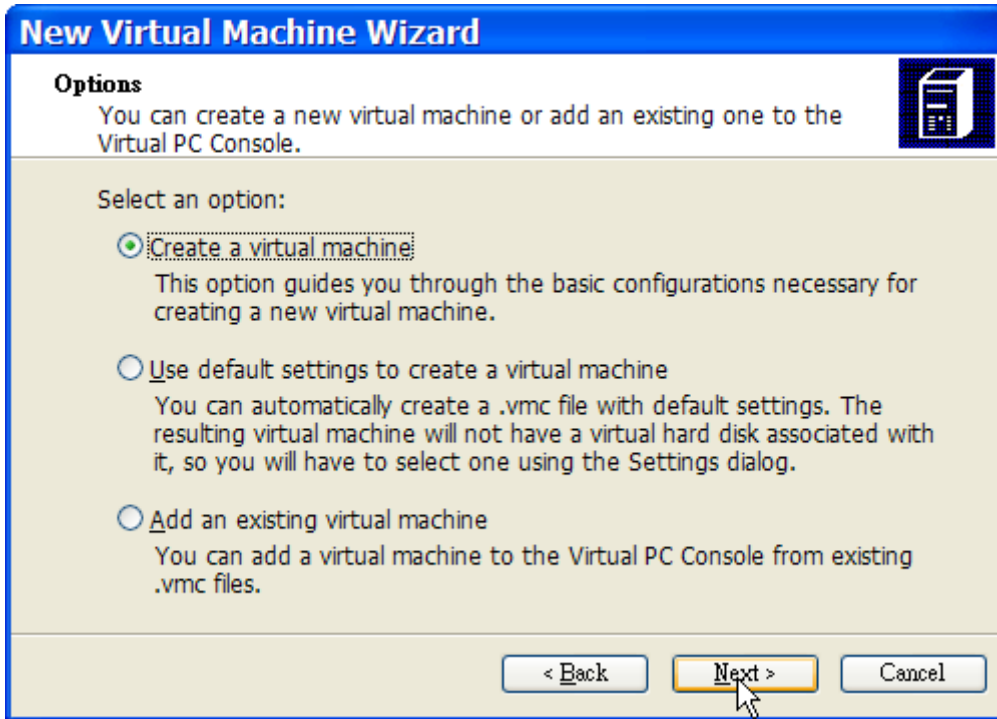 New Virtual Machine Wizard
Options
You can create a new virtual machine or add an existing one to the
Virtual PC Console.
Select an option:
Create a virtual machine
This option guides you through the basic configurations necessary for
creating a new virtual machine.
Use default settings to create a virtual machine
You can automatically create a .vmc file with default settings. The
resulting virtual machine will not have a virtual hard disk associated with
it, so you will have to select one using the Settings dialog.
Add an existing virtual machine
You can add a virtual machine to the Virtual PC Console from existing
.vmc files.
< Back Next > Cancel